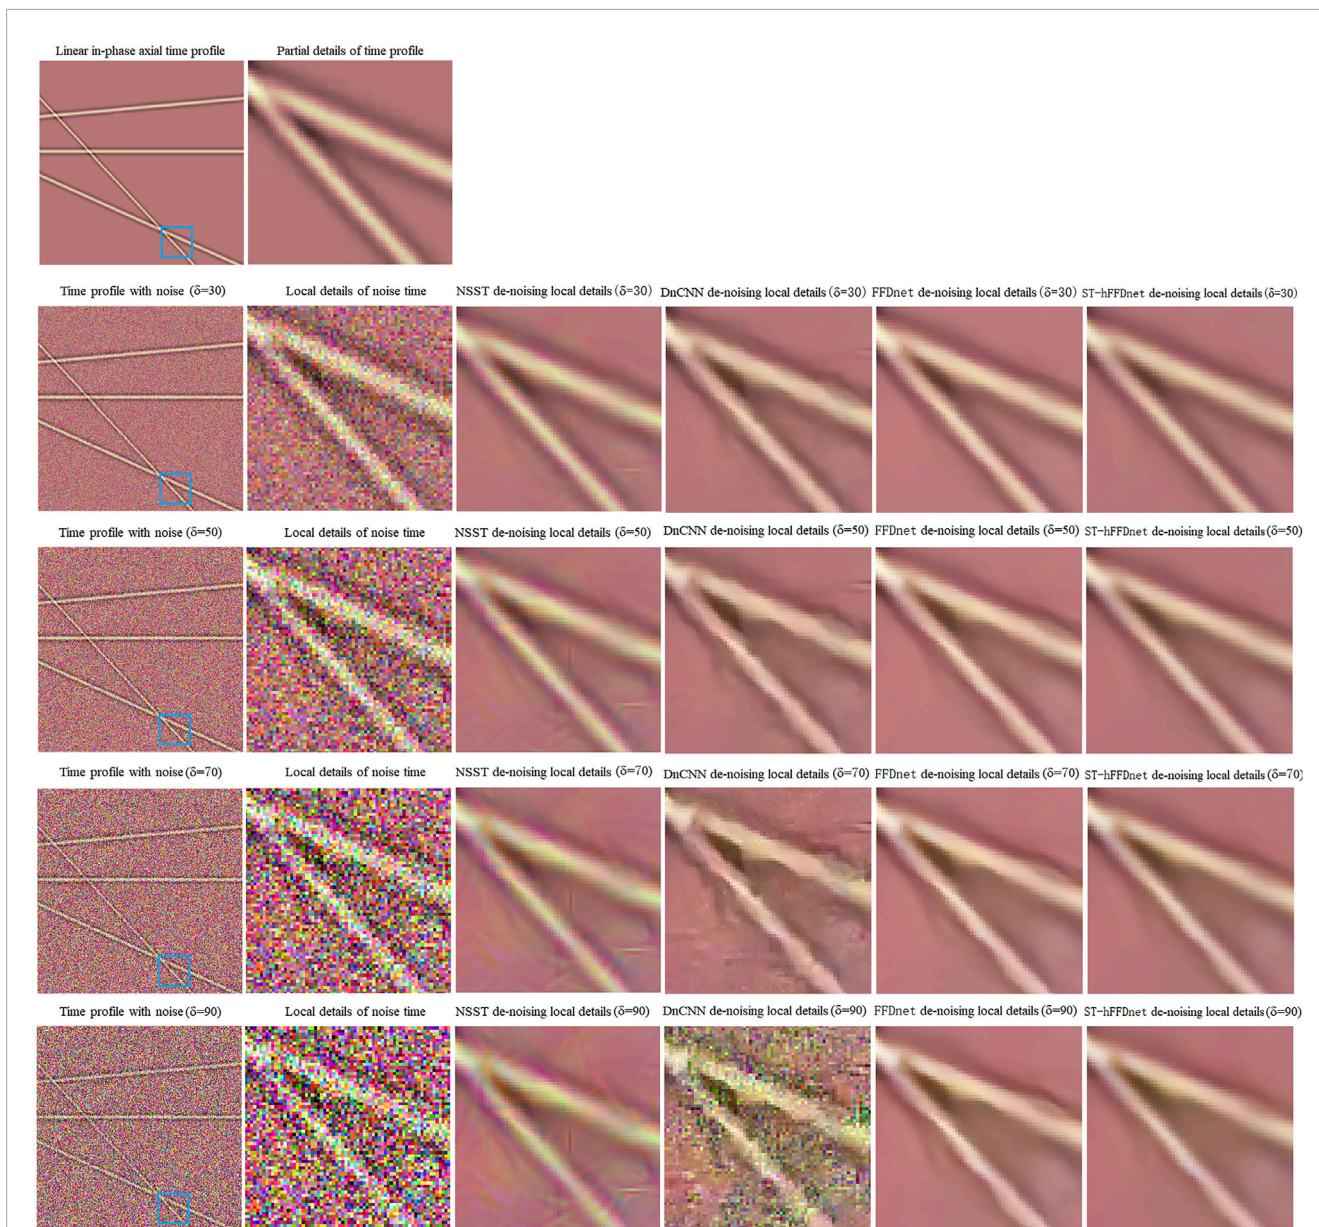 Linear in-phase axial time profile
Partial details of time profile
Time profile with noise (δ=30)
Local details of noise time
NSST de-noising local details (δ=30)
DnCNN de-noising local details (δ=30)
FFDnet de-noising local details (δ=30)
ST-hFFDnet de-noising local details (δ=30)
Time profile with noise (δ=50)
Local details of noise time
NSST de-noising local details (δ=50)
DnCNN de-noising local details (δ=50)
FFDnet de-noising local details (δ=50)
ST-hFFDnet de-noising local details (δ=50)
Time profile with noise (δ=70)
Local details of noise time
NSST de-noising local details (δ=70)
DnCNN de-noising local details (δ=70)
FFDnet de-noising local details (δ=70)
ST-hFFDnet de-noising local details (δ=70)
Time profile with noise (δ=90)
Local details of noise time
NSST de-noising local details (δ=90)
DnCNN de-noising local details (δ=90)
FFDnet de-noising local details (δ=90)
ST-hFFDnet de-noising local details (δ=90)